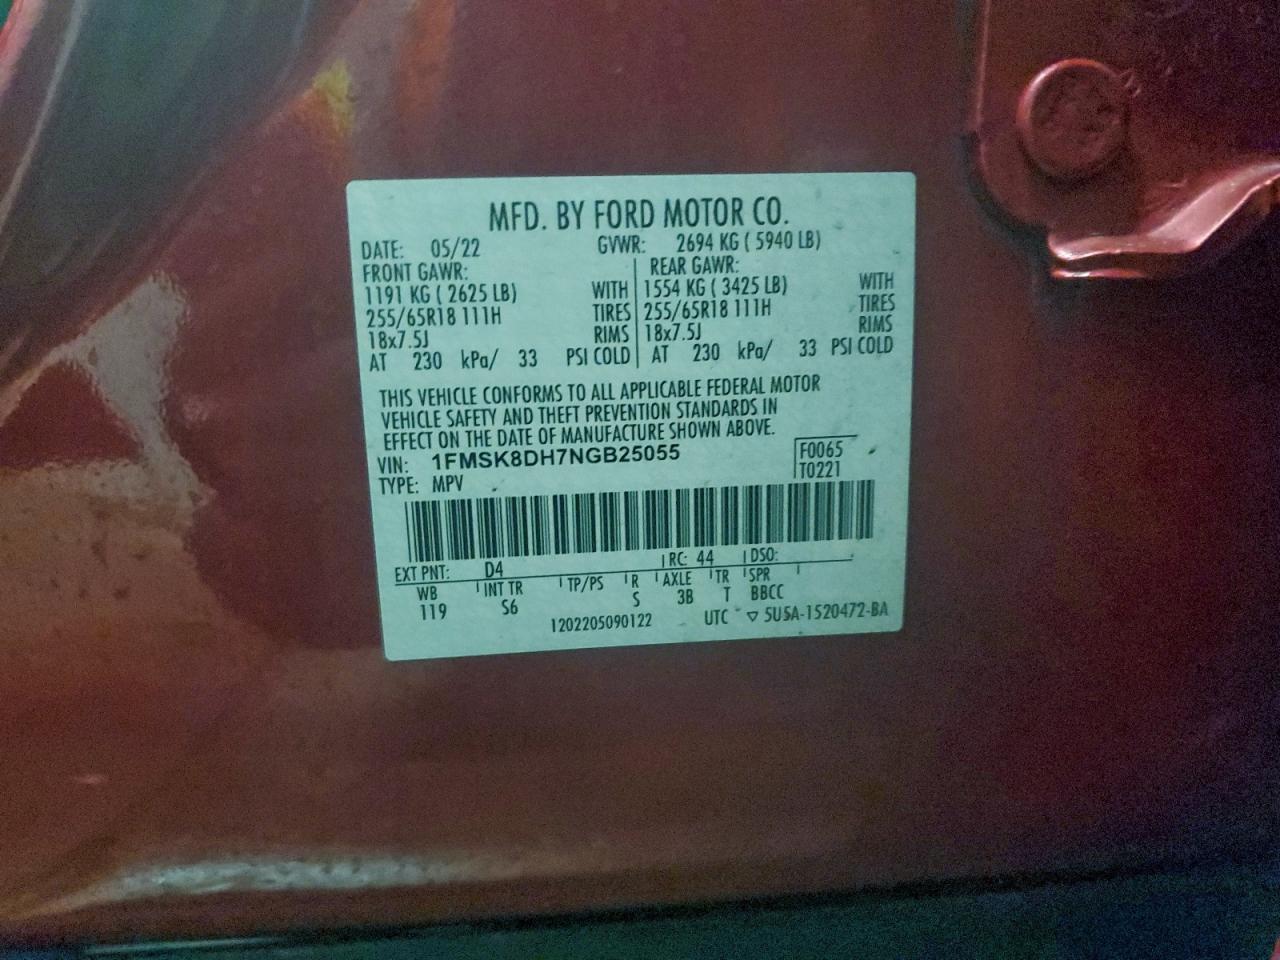 MFD. BY FORD MOTOR CO.
DATE: 05/22 GVWR: 2694 KG ( 5940 LB)
FRONT GAWR: REAR GAWR:
1191 KG ( 2625 LB) WITH 1554 KG ( 3425 LB) WITH
255/65R18 111H TIRES 255/65R18 111H TIRES
18x7.5J RIMS 18x7.5J RIMS
AT 230 kPa/ 33 PSI COLD AT 230 kPa/ 33 PSI COLD
THIS VEHICLE CONFORMS TO ALL APPLICABLE FEDERAL MOTOR
VEHICLE SAFETY AND THEFT PREVENTION STANDARDS IN
EFFECT ON THE DATE OF MANUFACTURE SHOWN ABOVE.
VIN: 1FMSK8DH7NGB25055 F0065
TYPE: MPV T0221
EXT PNT: D4 RC: 44 DSO:
WB INT TR TP/PS R AXLE TR SPR
119 S6 S 3B T BBCC
1202205090122 UTC ▽ 5U5A-1520472-BA